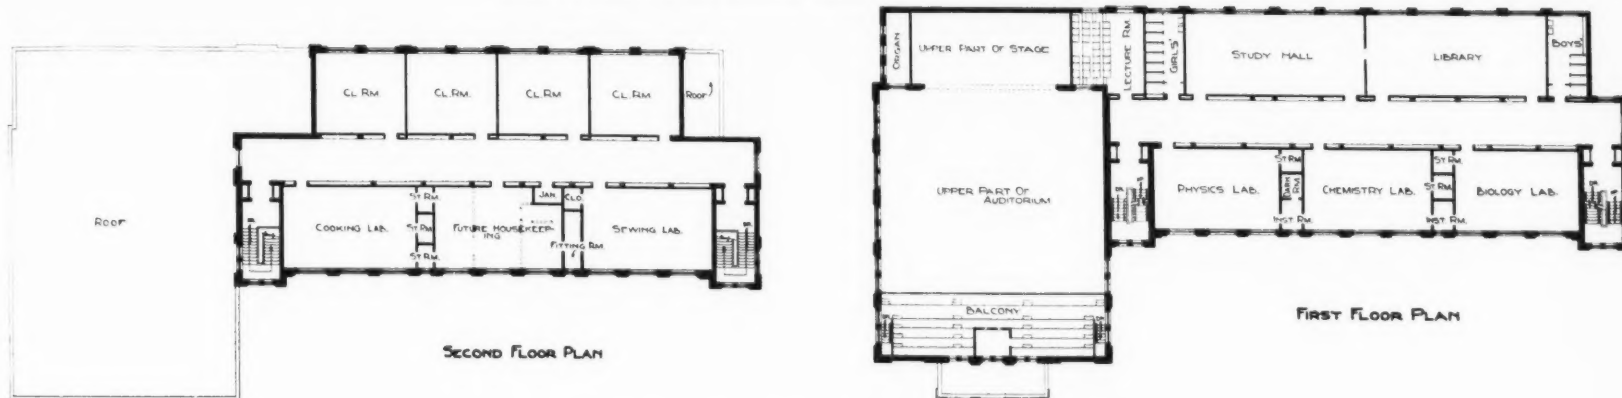 ROOF
CL. RM.
CL. RM.
CL. RM.
CL. RM.
ROOF
COOKING LAB.
ST. RM.
ST. RM.
ST. RM.
FUTURE HOUSEKEEP-
ING
JAN.
CLO.
FITTING RM.
SEWING LAB.
SECOND FLOOR PLAN
ORGAN
UPPER PART OF STAGE
LECTURE RM.
GIRLS'
STUDY HALL
LIBRARY
BOYS'
UPPER PART OF
AUDITORIUM
PHYSICS LAB.
ST. RM.
DARK
RM.
INST. RM.
CHEMISTRY LAB.
ST. RM.
ST. RM.
INST. RM.
BIOLOGY LAB.
BALCONY
FIRST FLOOR PLAN